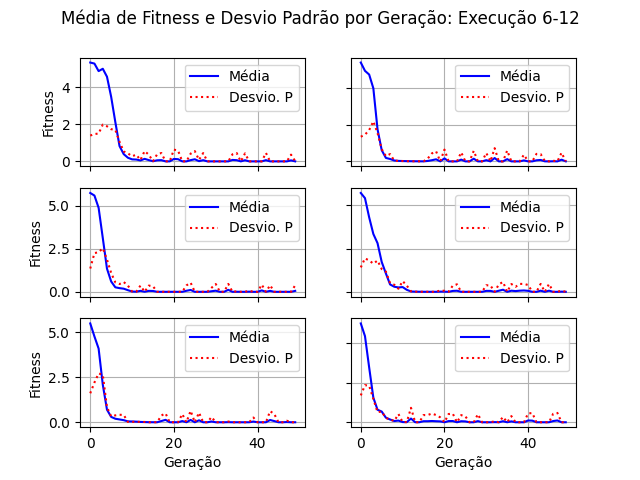 Média de Fitness e Desvio Padrão por Geração: Execução 6-12
Fitness
4
2
0
Média
Desvio. P
Média
Desvio. P
Fitness
5.0
2.5
0.0
Média
Desvio. P
Média
Desvio. P
Fitness
5.0
2.5
0.0
Média
Desvio. P
0
20
40
Geração
Média
Desvio. P
0
20
40
Geração